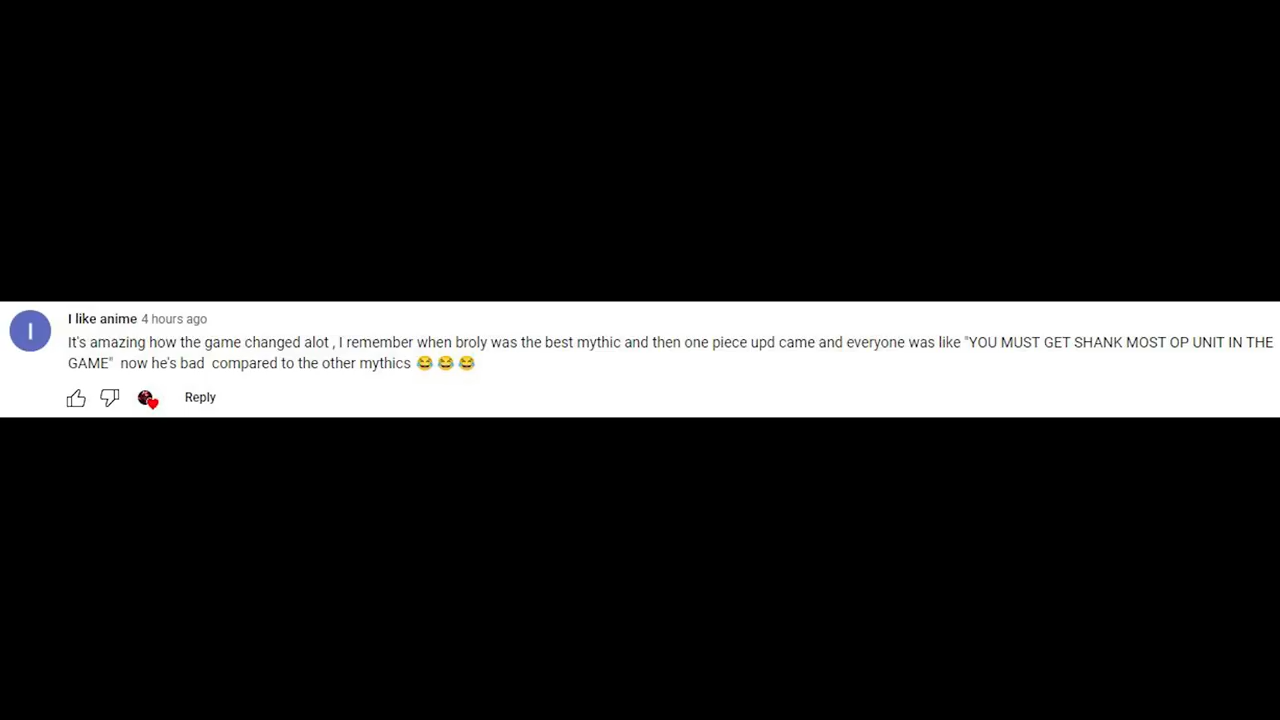 I
I like anime 4 hours ago
It's amazing how the game changed alot , I remember when broly was the best mythic and then one piece upd came and everyone was like "YOU MUST GET SHANK MOST OP UNIT IN THE
GAME" now he's bad compared to the other mythics 😂 😂 😂
Reply